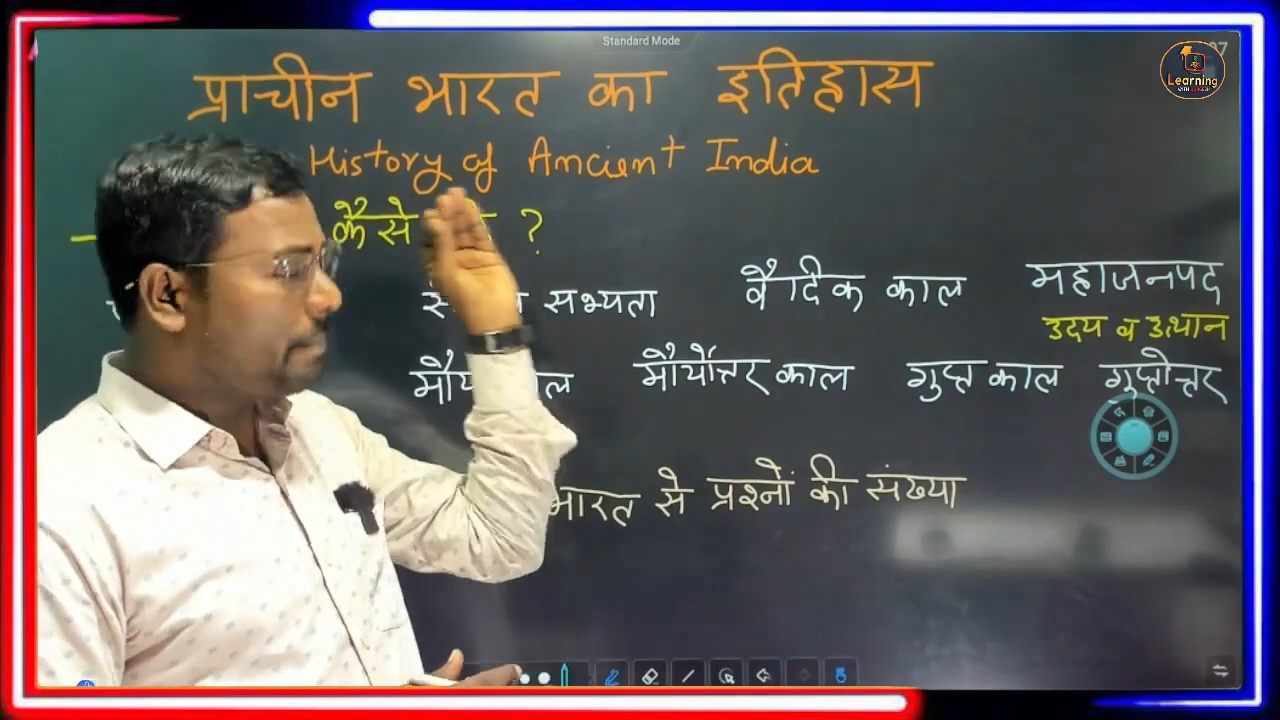 Standard Mode
Learning
प्राचीन भारत का इतिहास
History of Ancient India
कैसे ?
सभ्यता वैदिक काल महाजनपद
उदय व उत्थान
मौर्योत्तर काल गुप्त काल गुप्तोत्तर
भारत से प्रश्नों की संख्या